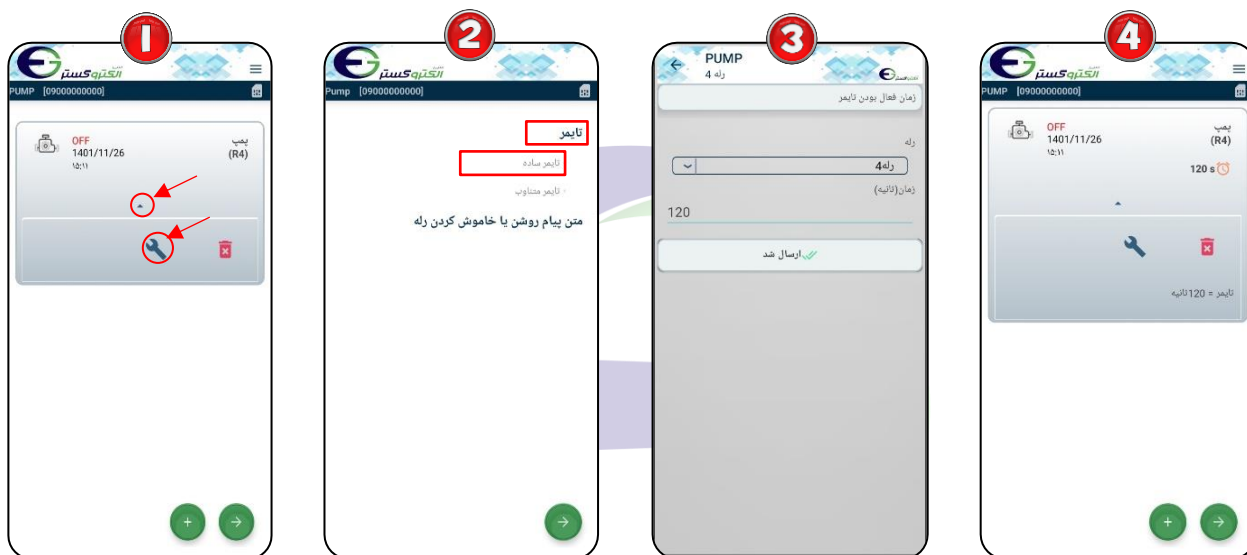 1
الکتروگستر
PUMP [09000000000]
OFF
1401/11/26
۱۵:۱۱
پمپ
(R4)
2
الکتروگستر
Pump [09000000000]
تایمر
تایمر ساده
تایمر متناوب
متن پیام روشن یا خاموش کردن رله
3
PUMP
رله 4
زمان فعال بودن تایمر
رله
رله4
زمان(ثانیه)
120
ارسال شد
4
الکتروگستر
PUMP [09000000000]
OFF
1401/11/26
۱۵:۱۱
پمپ
(R4)
120 s
تایمر = 120ثانیه